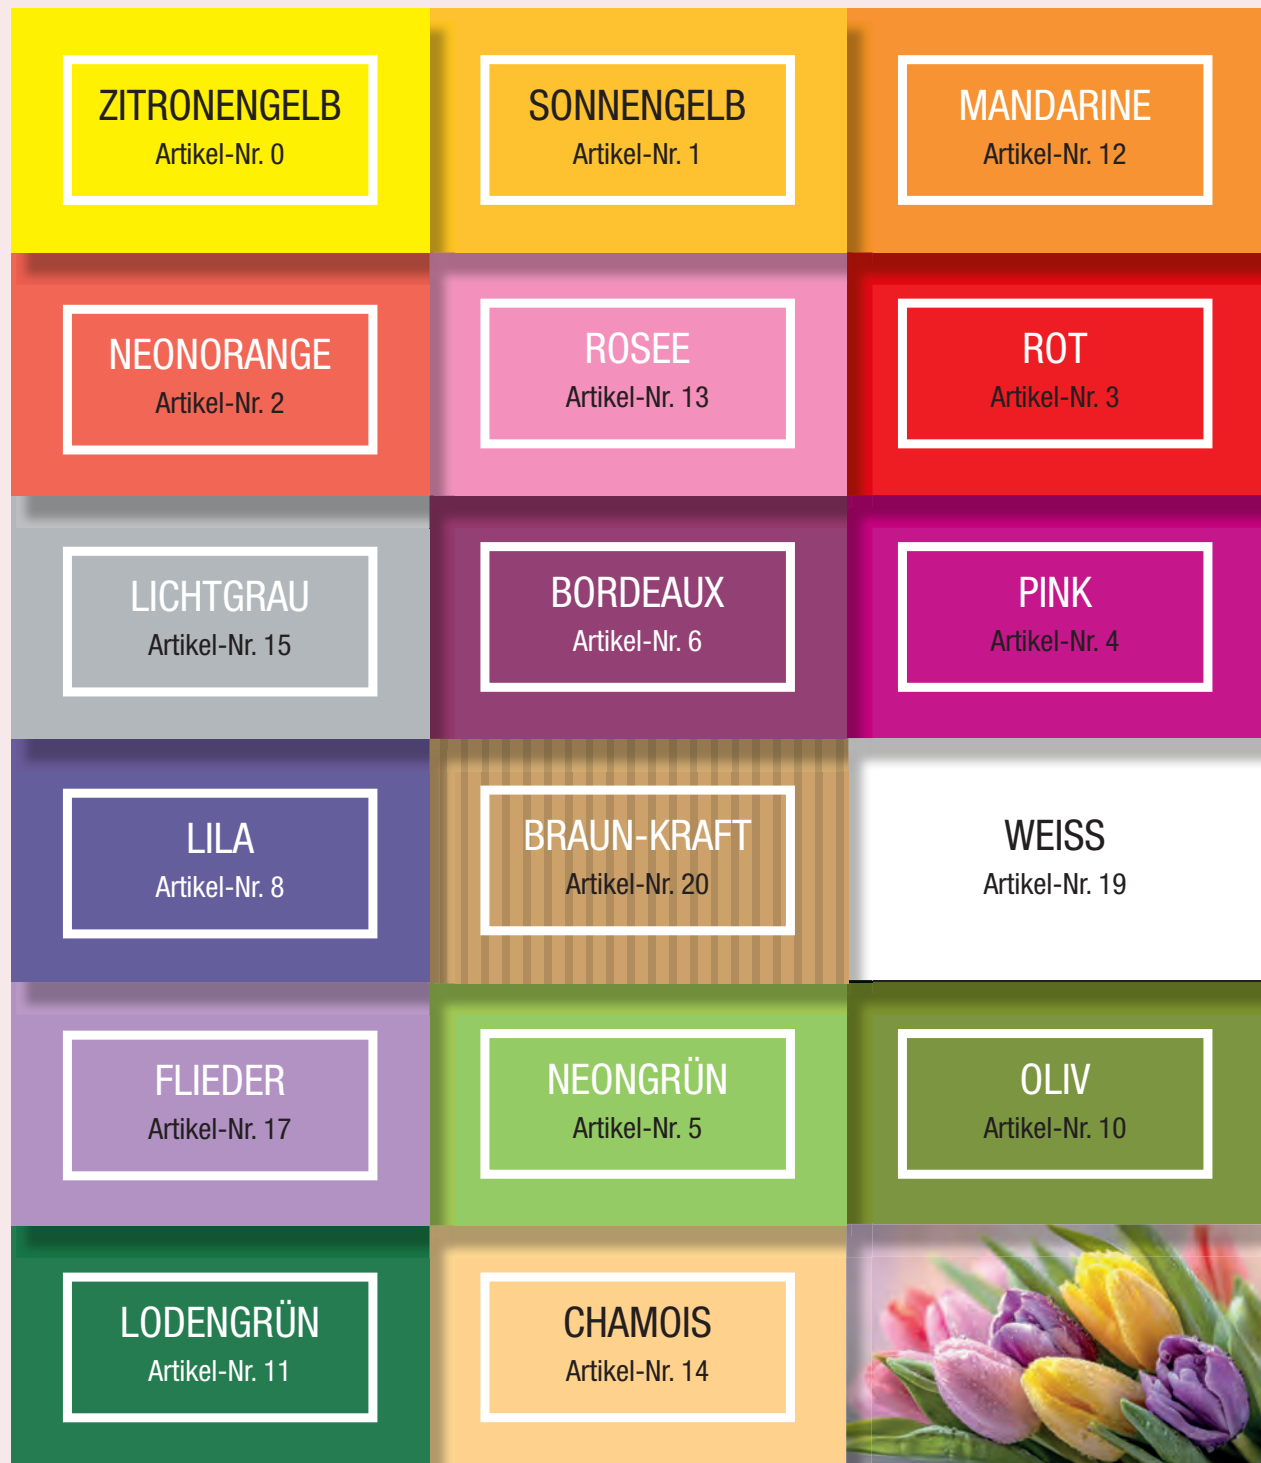 ZITRONENGELB
Artikel-Nr. 0
SONNENGELB
Artikel-Nr. 1
MANDARINE
Artikel-Nr. 12
NEONORANGE
Artikel-Nr. 2
ROSEE
Artikel-Nr. 13
ROT
Artikel-Nr. 3
LICHTGRAU
Artikel-Nr. 15
BORDEAUX
Artikel-Nr. 6
PINK
Artikel-Nr. 4
LILA
Artikel-Nr. 8
BRAUN-KRAFT
Artikel-Nr. 20
WEISS
Artikel-Nr. 19
FLIEDER
Artikel-Nr. 17
NEONGRÜN
Artikel-Nr. 5
OLIV
Artikel-Nr. 10
LODENGRÜN
Artikel-Nr. 11
CHAMOIS
Artikel-Nr. 14